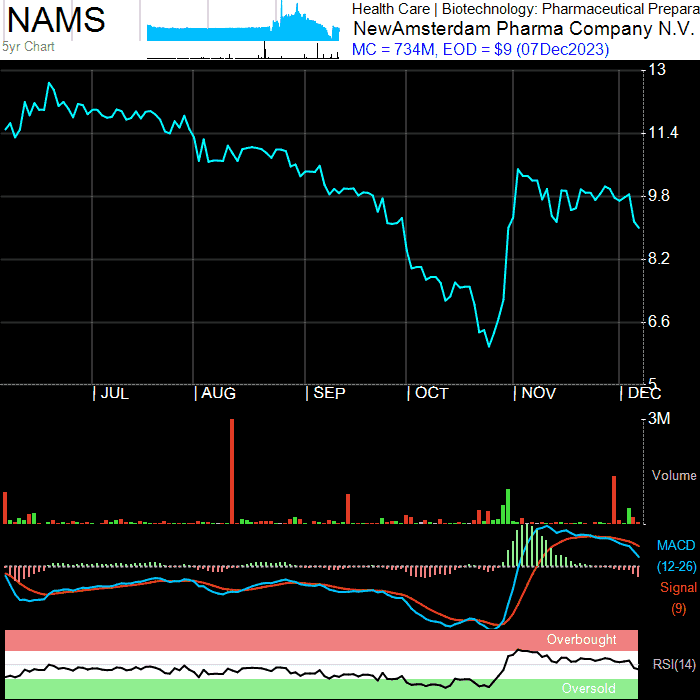 NAMS
5yr Chart
Health Care | Biotechnology: Pharmaceutical Prepara
NewAmsterdam Pharma Company N.V.
MC = 734M, EOD = $9 (07Dec2023)
13
11.4
9.8
8.2
6.6
5
| JUL | AUG | SEP | OCT | NOV | DEC
3M
Volume
MACD
(12-26)
Signal
(9)
Overbought
RSI(14)
Oversold